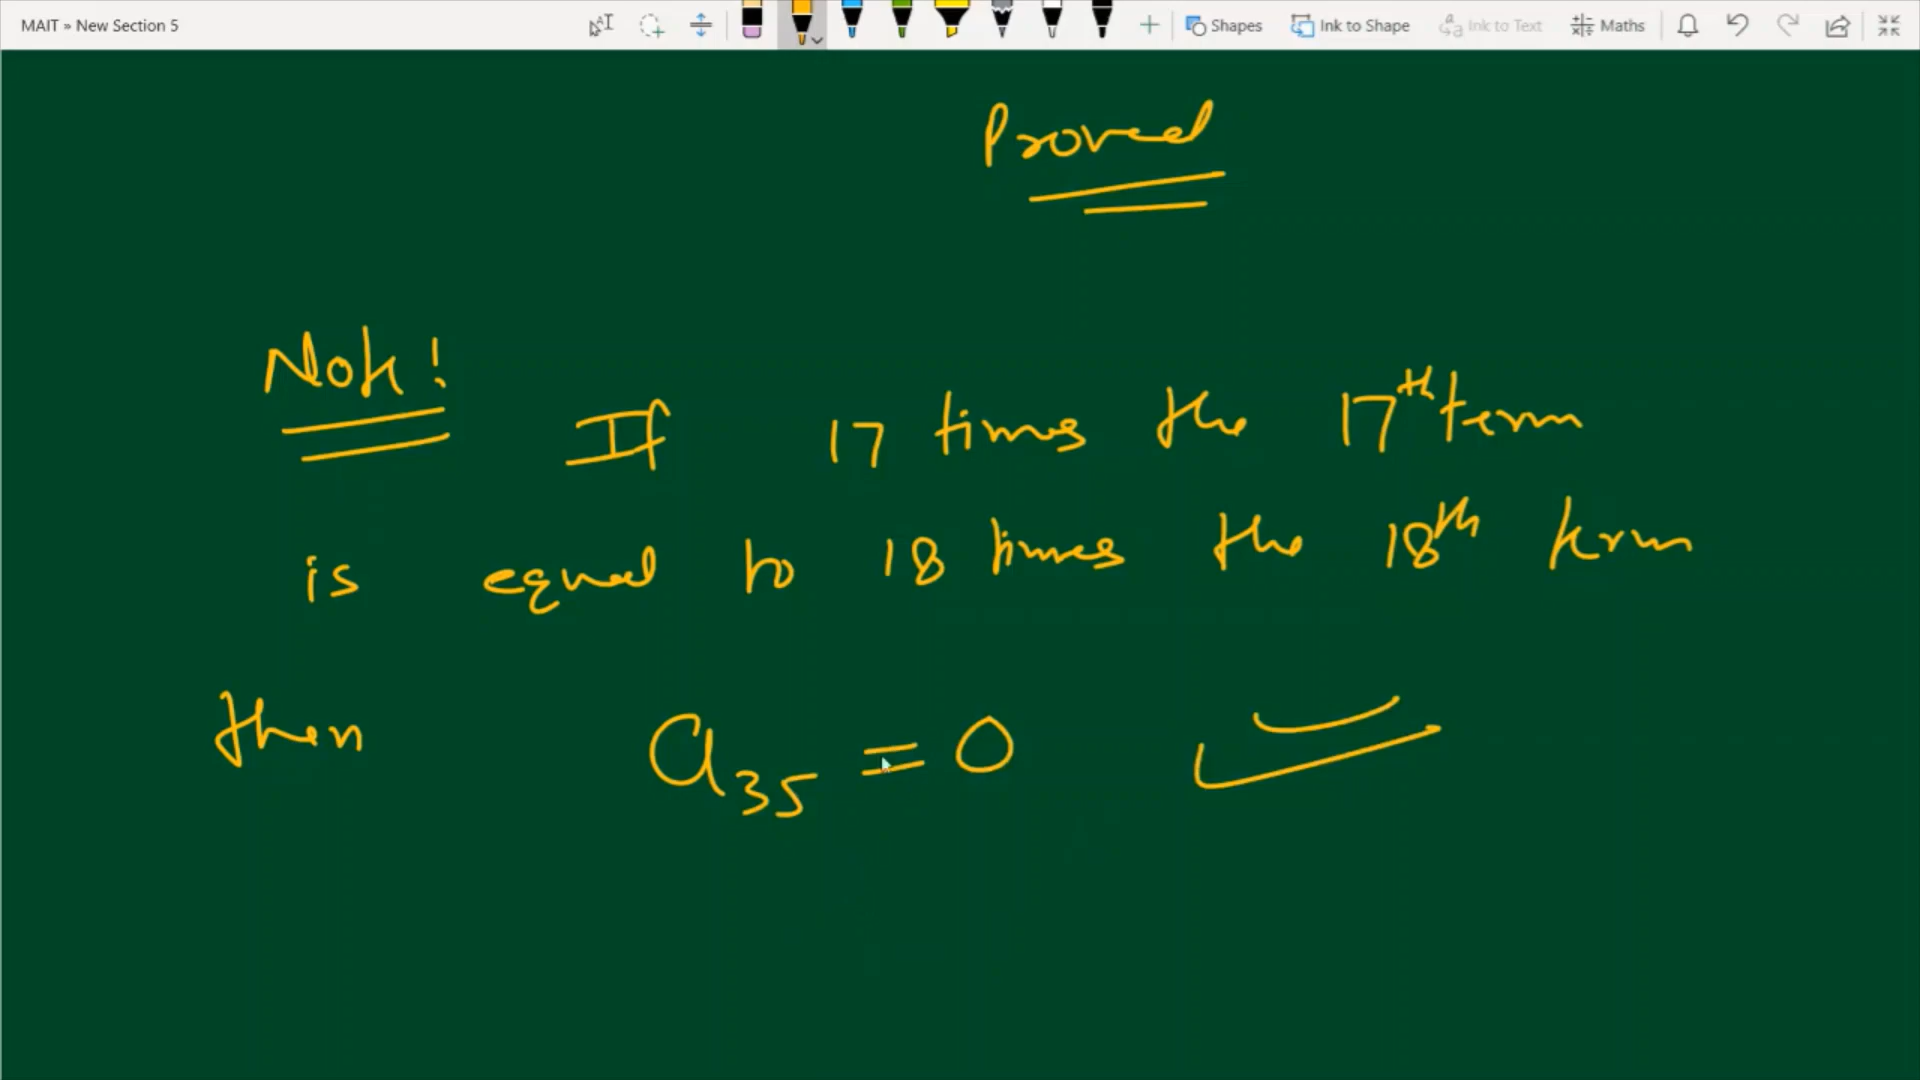 MAIT » New Section 5
Shapes Ink to Shape Ink to Text Maths
Proved
Note! If 17 times the 17th term
is equal to 18 times the 18th term
then a35 = 0